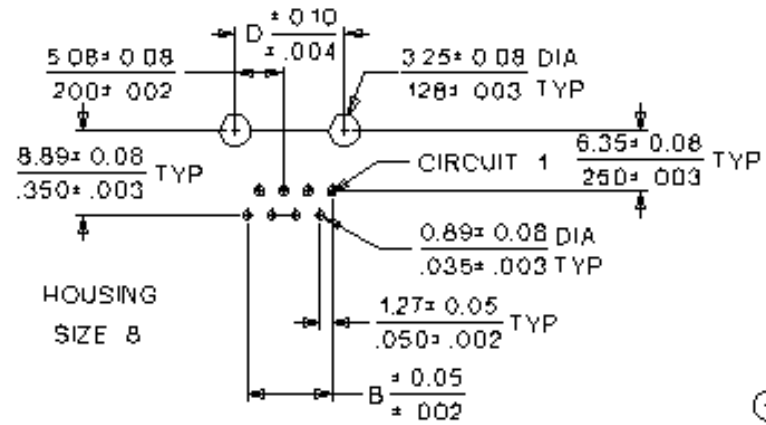 D ± 0.10
± .004
5.08± 0.08
.200± .002
3.25± 0.08 DIA
.128± .003 TYP
8.89± 0.08
.350± .003 TYP
CIRCUIT 1
6.35± 0.08
.250± .003 TYP
0.89± 0.08 DIA
.035± .003 TYP
HOUSING
SIZE 8
1.27± 0.05
.050± .002 TYP
B ± 0.05
± .002